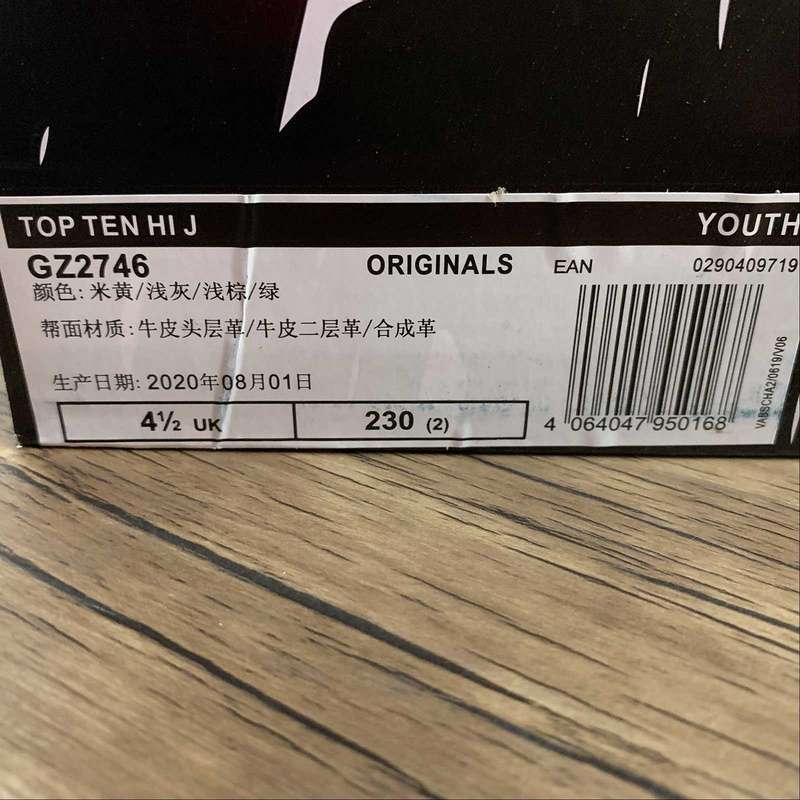 TOP TEN HI J YOUTH
GZ2746 ORIGINALS EAN 0290409719
颜色: 米黄/浅灰/浅棕/绿
帮面材质: 牛皮头层革/牛皮二层革/合成革
生产日期: 2020年08月01日
4½ UK 230 (2)
4 064047 950168
VABSCHA2/0619/V06